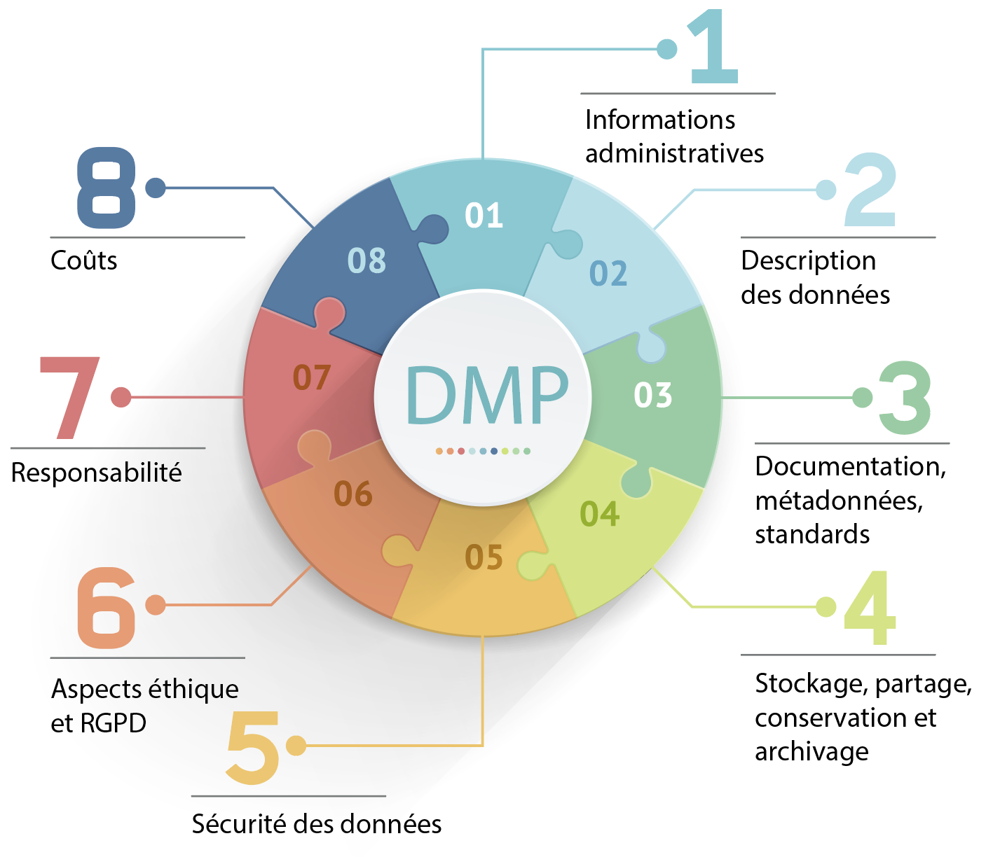 1
Informations
administratives
2
Description
des données
3
Documentation,
métadonnées,
standards
4
Stockage, partage,
conservation et
archivage
5
Sécurité des données
6
Aspects éthique
et RGPD
7
Responsabilité
8
Coûts
01
02
03
04
05
06
07
08
DMP